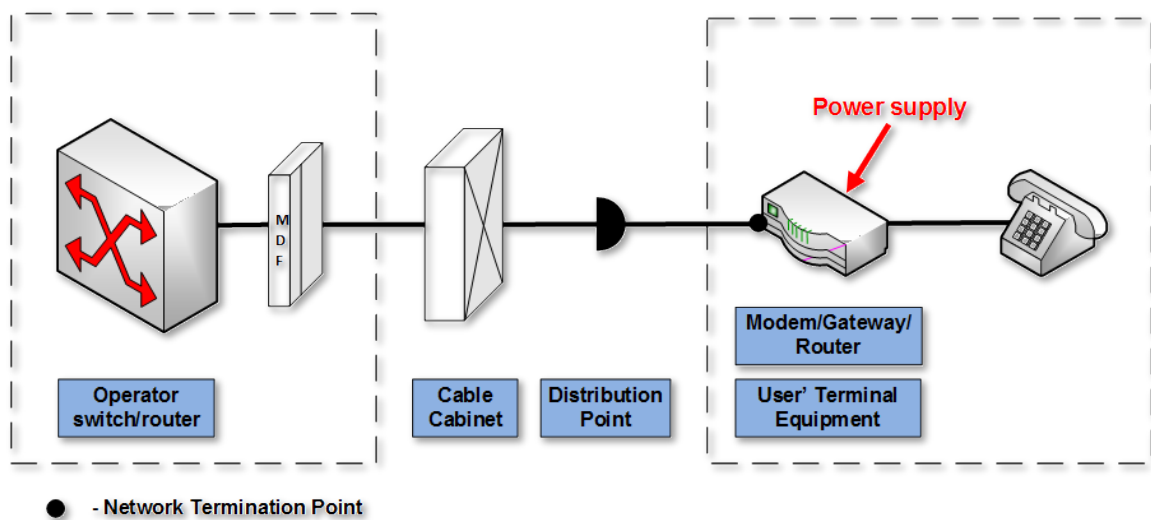 Power supply
M
D
F
Modem/Gateway/
Router
Operator
switch/router
Cable
Cabinet
Distribution
Point
User' Terminal
Equipment
- Network Termination Point